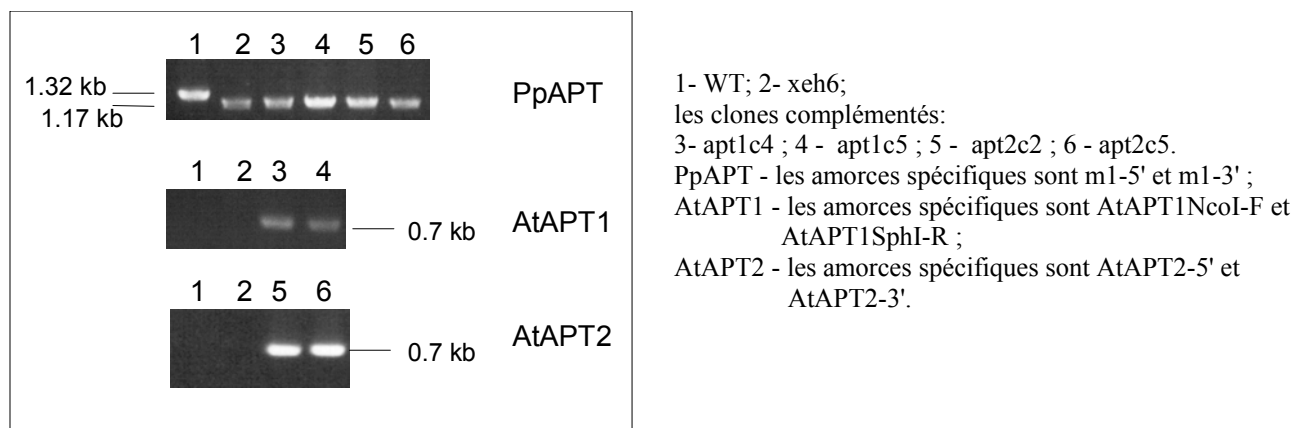 1 2 3 4 5 6
1.32 kb
1.17 kb
PpAPT
1 2 3 4
0.7 kb
AtAPT1
1 2 5 6
0.7 kb
AtAPT2
1- WT; 2- xeh6;
les clones complémentés:
3- apt1c4 ; 4 - apt1c5 ; 5 - apt2c2 ; 6 - apt2c5.
PpAPT - les amorces spécifiques sont m1-5' et m1-3' ;
AtAPT1 - les amorces spécifiques sont AtAPT1NcoI-F et
AtAPT1SphI-R ;
AtAPT2 - les amorces spécifiques sont AtAPT2-5' et
AtAPT2-3'.